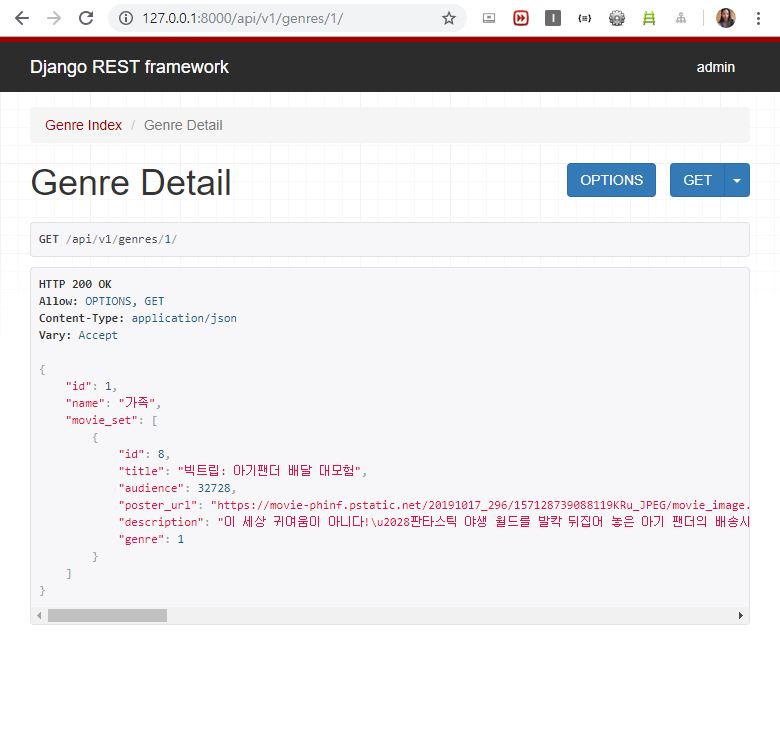 127.0.0.1:8000/api/v1/genres/1/
Django REST framework admin
Genre Index / Genre Detail
Genre Detail OPTIONS GET
GET /api/v1/genres/1/
HTTP 200 OK
Allow: OPTIONS, GET
Content-Type: application/json
Vary: Accept
{
"id": 1,
"name": "가족",
"movie_set": [
{
"id": 8,
"title": "빅트립: 아기팬더 배달 대모험",
"audience": 32728,
"poster_url": "https://movie-phinf.pstatic.net/20191017_296/157128739088119KRu_JPEG/movie_image.
"description": "이 세상 귀여움이 아니다!\u2028판타스틱 야생 월드를 발칵 뒤집어 놓은 아기 팬더의 배송사
"genre": 1
}
]
}